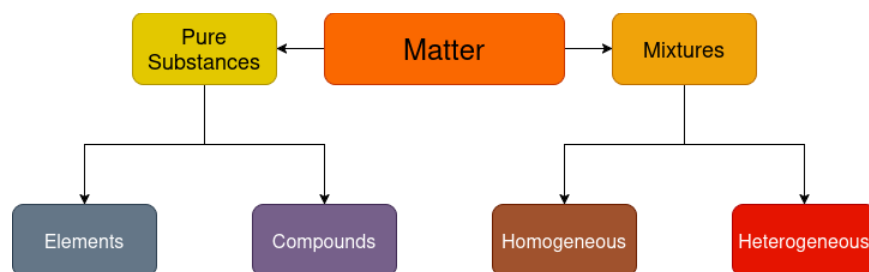 Pure
Substances
Matter
Mixtures
Elements
Compounds
Homogeneous
Heterogeneous